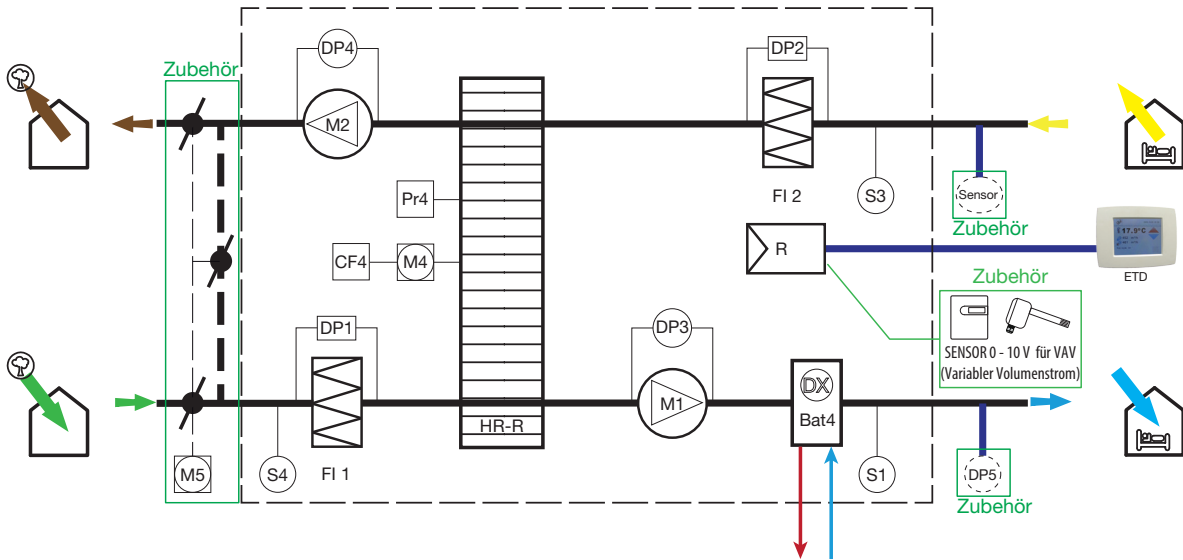 DP4
DP2
Zubehör
M2
FI 2
S3
Sensor
Zubehör
Pr4
CF4
M4
R
17.9°C
ETD
Zubehör
SENSOR 0 - 10 V für VAV
(Variabler Volumenstrom)
DP1
DP3
M1
DX
Bat4
HR-R
FI 1
M5
S4
S1
DP5
Zubehör